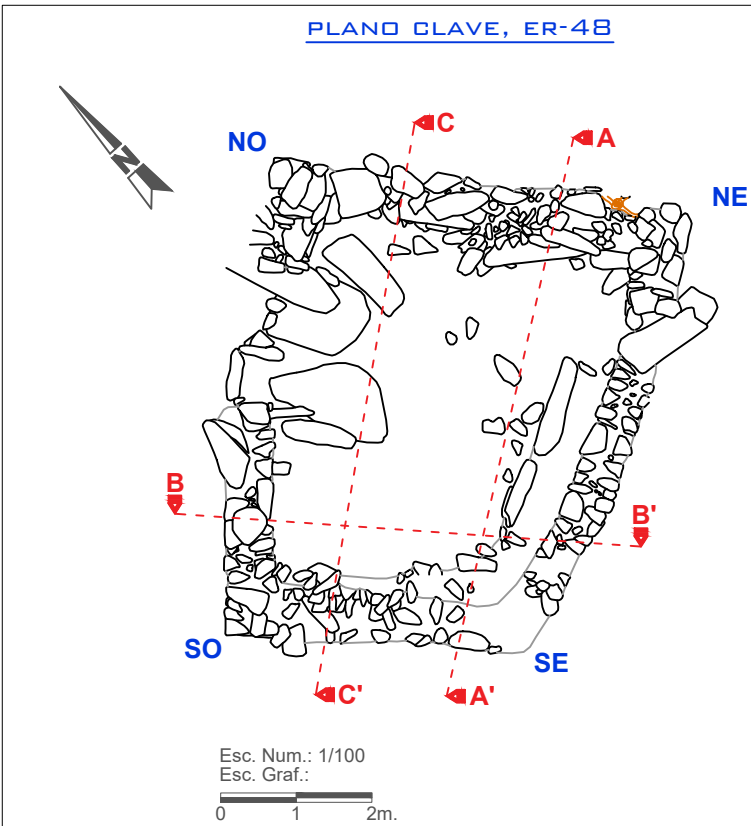 PLANO CLAVE, ER-48
C
A
NO
NE
N
B
B'
SO
SE
C'
A'
Esc. Num.: 1/100
Esc. Graf.:
0 1 2m.